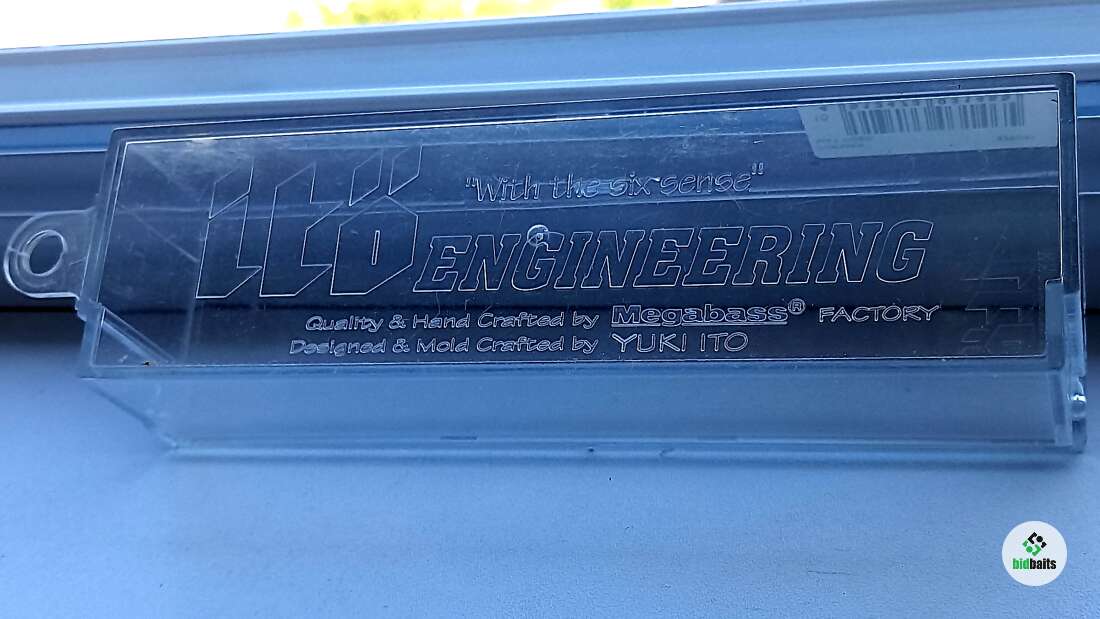 "With the six sense"
ITO ENGINEERING
Quality & Hand Crafted by Megabass® FACTORY
Designed & Mold Crafted by YUKI ITO
bidbaits